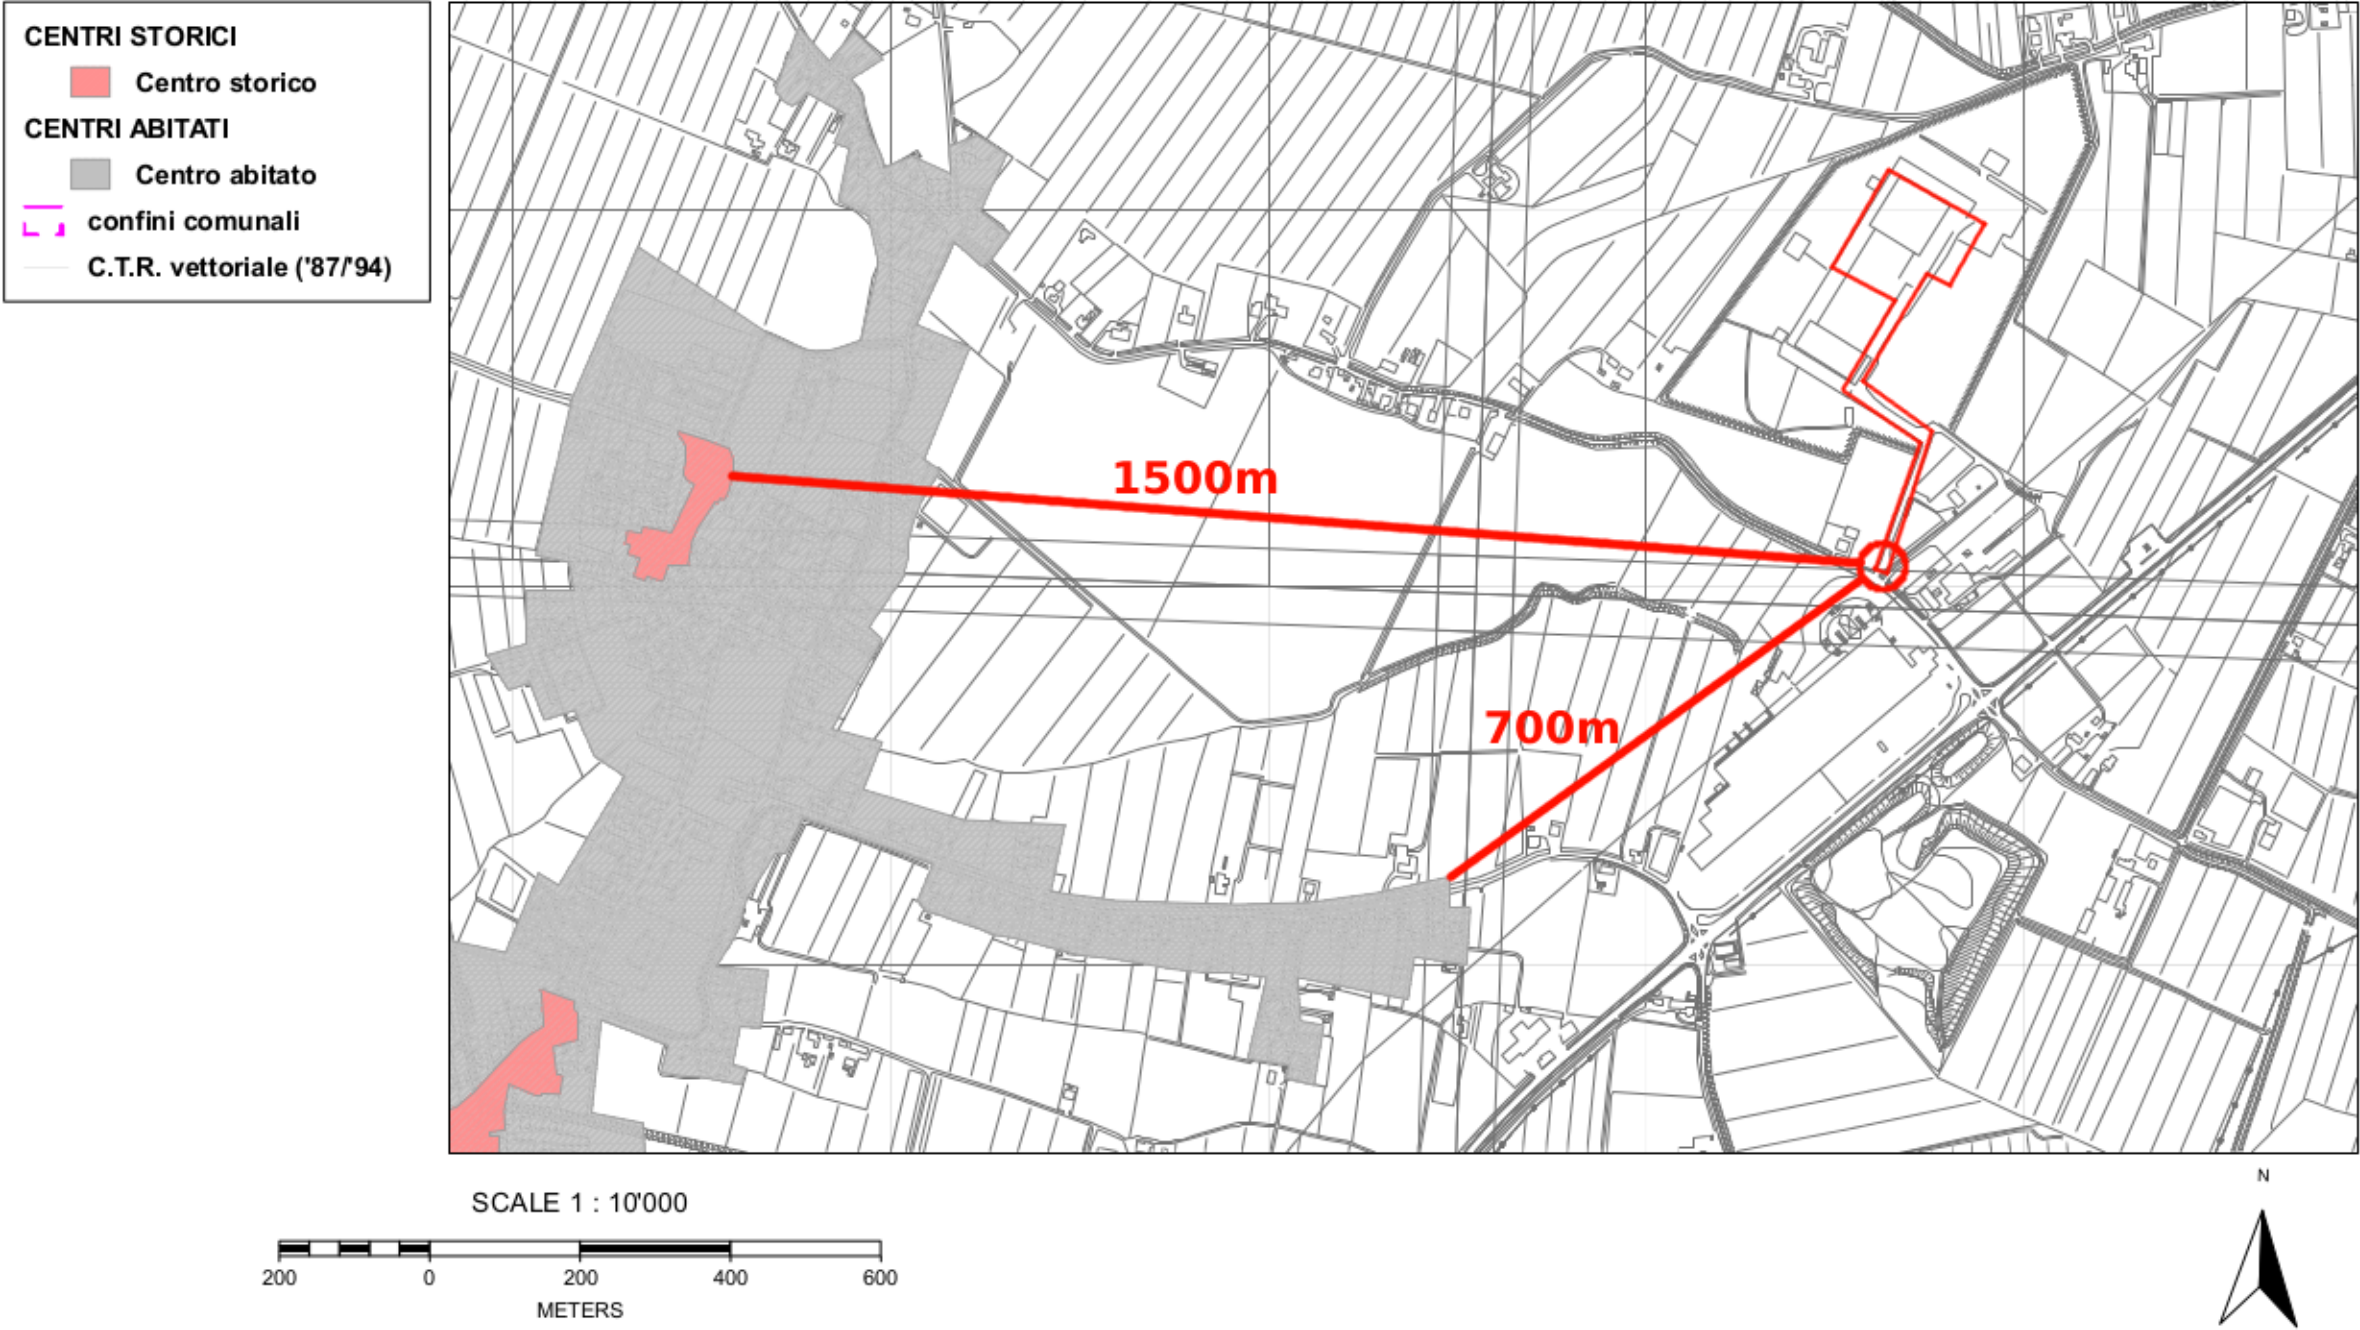 CENTRI STORICI
Centro storico
CENTRI ABITATI
Centro abitato
confini comunali
C.T.R. vettoriale ('87/'94)
1500m
700m
SCALE 1 : 10'000
200 0 200 400 600
METERS
N